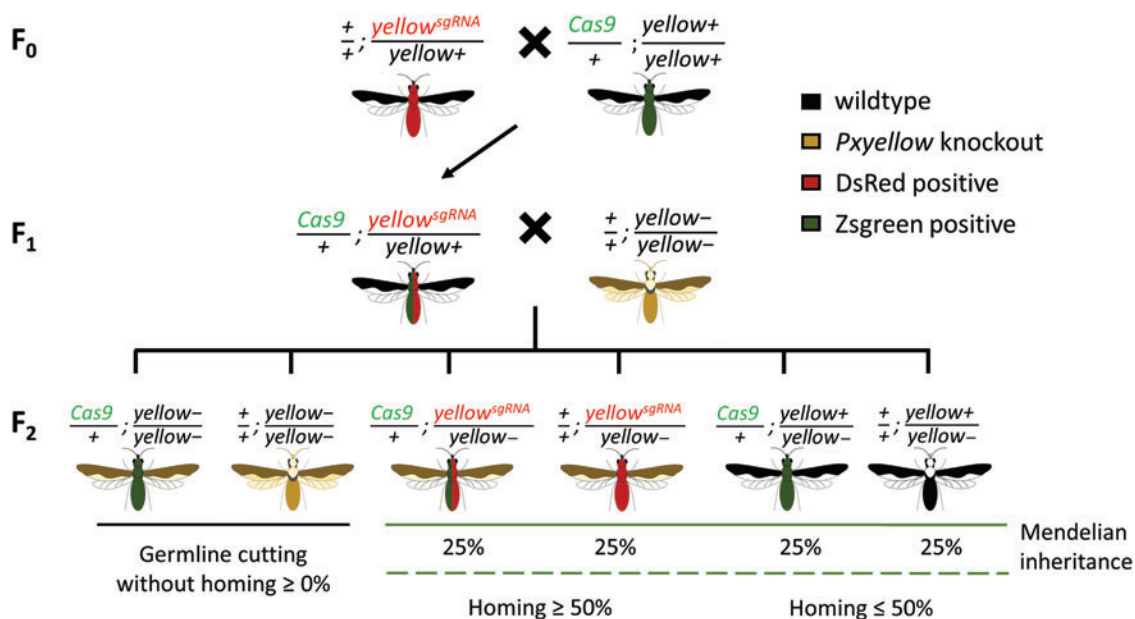 F0
+/+ ; yellow^sgRNA/yellow+ × Cas9/+ ; yellow+/yellow+
wildtype
Pxyellow knockout
DsRed positive
Zsgreen positive
F1
Cas9/+ ; yellow^sgRNA/yellow+ × +/+ ; yellow–/yellow–
F2
Cas9/+ ; yellow–/yellow– +/+ ; yellow–/yellow– Cas9/+ ; yellow^sgRNA/yellow– +/+ ; yellow^sgRNA/yellow– Cas9/+ ; yellow+/yellow– +/+ ; yellow+/yellow–
Germline cutting
without homing ≥ 0%
25% 25% 25% 25%
Mendelian
inheritance
Homing ≥ 50% Homing ≤ 50%